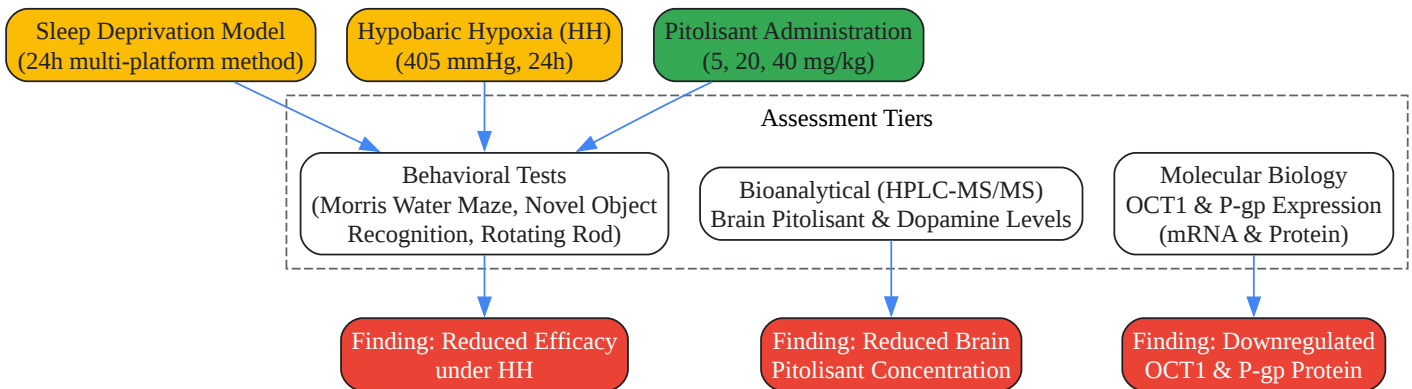 Sleep Deprivation Model
(24h multi-platform method)
Hypobaric Hypoxia (HH)
(405 mmHg, 24h)
Pitolisant Administration
(5, 20, 40 mg/kg)
Assessment Tiers
Behavioral Tests
(Morris Water Maze, Novel Object
Recognition, Rotating Rod)
Bioanalytical (HPLC-MS/MS)
Brain Pitolisant & Dopamine Levels
Molecular Biology
OCT1 & P-gp Expression
(mRNA & Protein)
Finding: Reduced Efficacy
under HH
Finding: Reduced Brain
Pitolisant Concentration
Finding: Downregulated
OCT1 & P-gp Protein